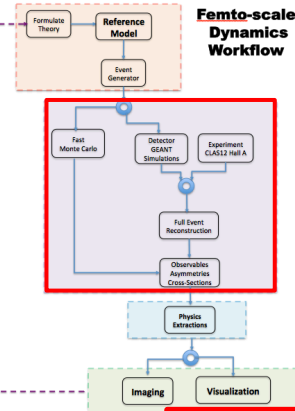 Femto-scale
Dynamics
Workflow
Formulate
Theory
Reference
Model
Event
Generator
Fast
Monte Carlo
Detector
GEANT
Simulations
Experiment
CLAS12 Hall A
Full Event
Reconstruction
Observables
Asymmetries
Cross-Sections
Physics
Extractions
Imaging
Visualization